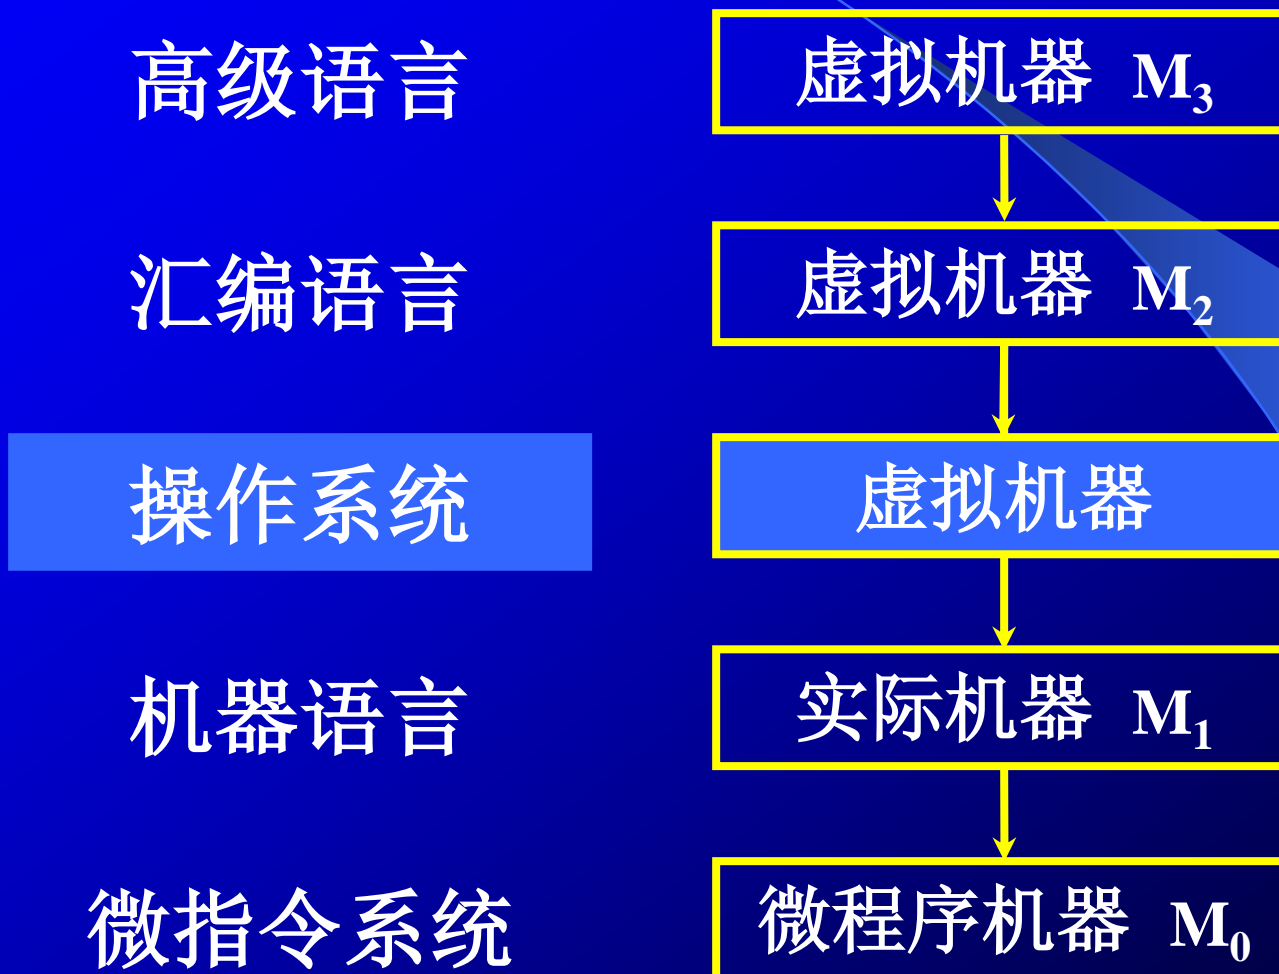 高级语言 虚拟机器 M₃
汇编语言 虚拟机器 M₂
操作系统 虚拟机器
机器语言 实际机器 M₁
微指令系统 微程序机器 M₀